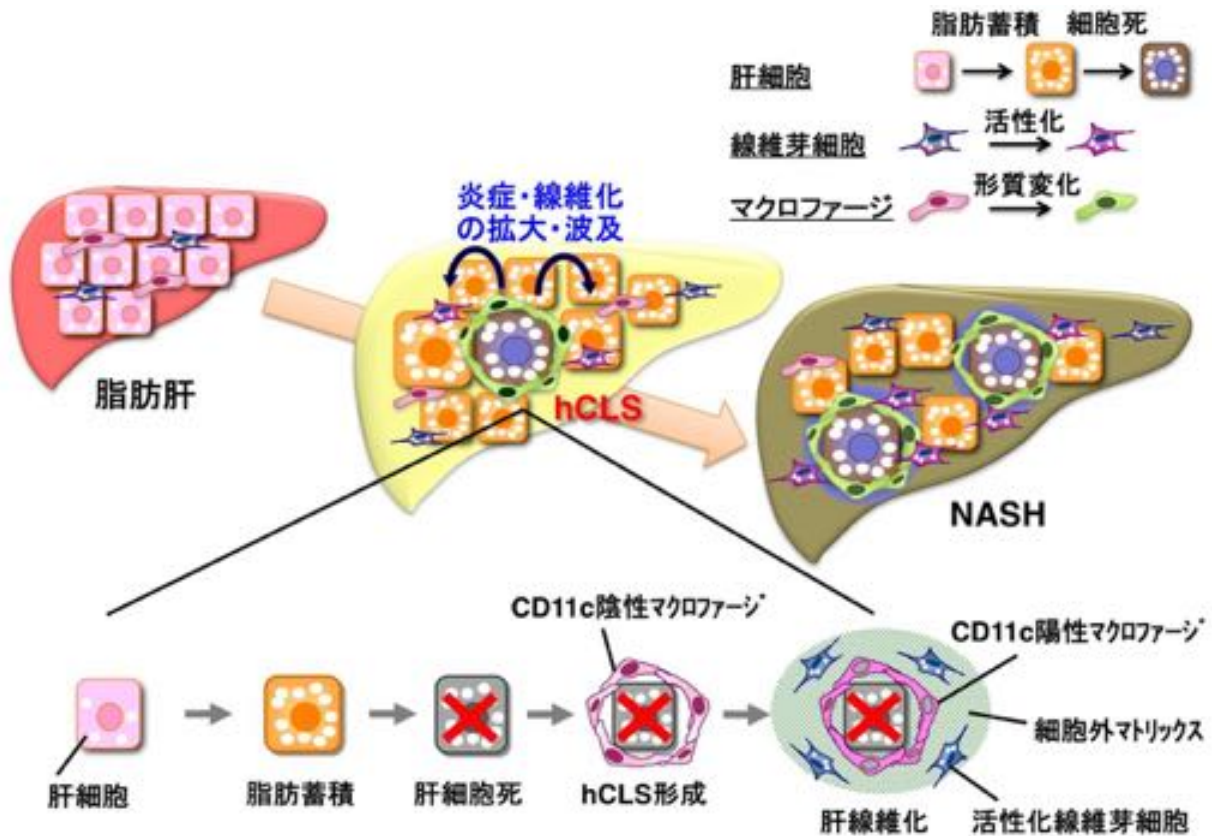 脂肪蓄積 細胞死
肝細胞
活性化
線維芽細胞
形質変化
マクロファージ
炎症・線維化
の拡大・波及
脂肪肝
hCLS
NASH
CD11c陰性マクロファージ
CD11c陽性マクロファージ
細胞外マトリックス
肝細胞
脂肪蓄積
肝細胞死
hCLS形成
肝線維化
活性化線維芽細胞